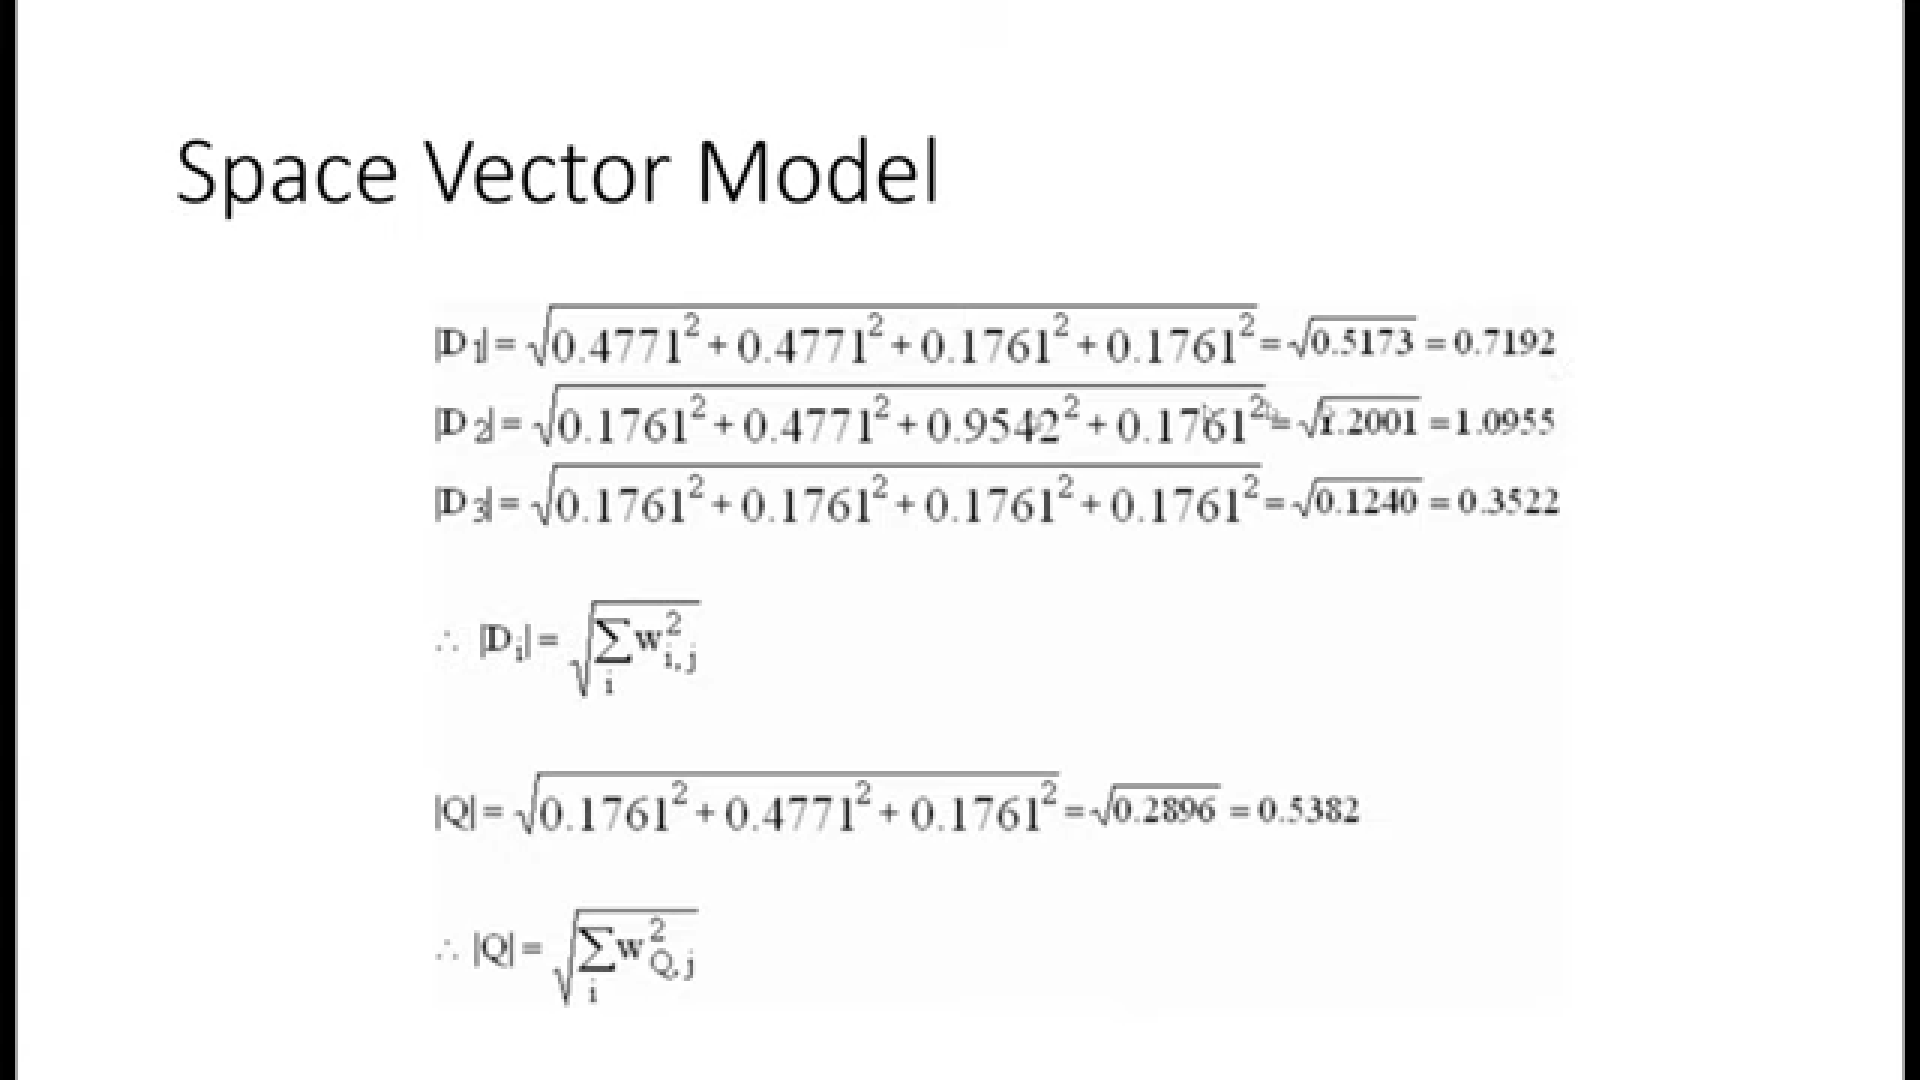 Space Vector Model
|D₁| = √(0.4771² + 0.4771² + 0.1761² + 0.1761²) = √0.5173 = 0.7192
|D₂| = √(0.1761² + 0.4771² + 0.9542² + 0.1761²) = √1.2001 = 1.0955
|D₃| = √(0.1761² + 0.1761² + 0.1761² + 0.1761²) = √0.1240 = 0.3522
∴ |Dᵢ| = √(∑ᵢ w²ᵢ,ⱼ)
|Q| = √(0.1761² + 0.4771² + 0.1761²) = √0.2896 = 0.5382
∴ |Q| = √(∑ᵢ w²_Q,j)